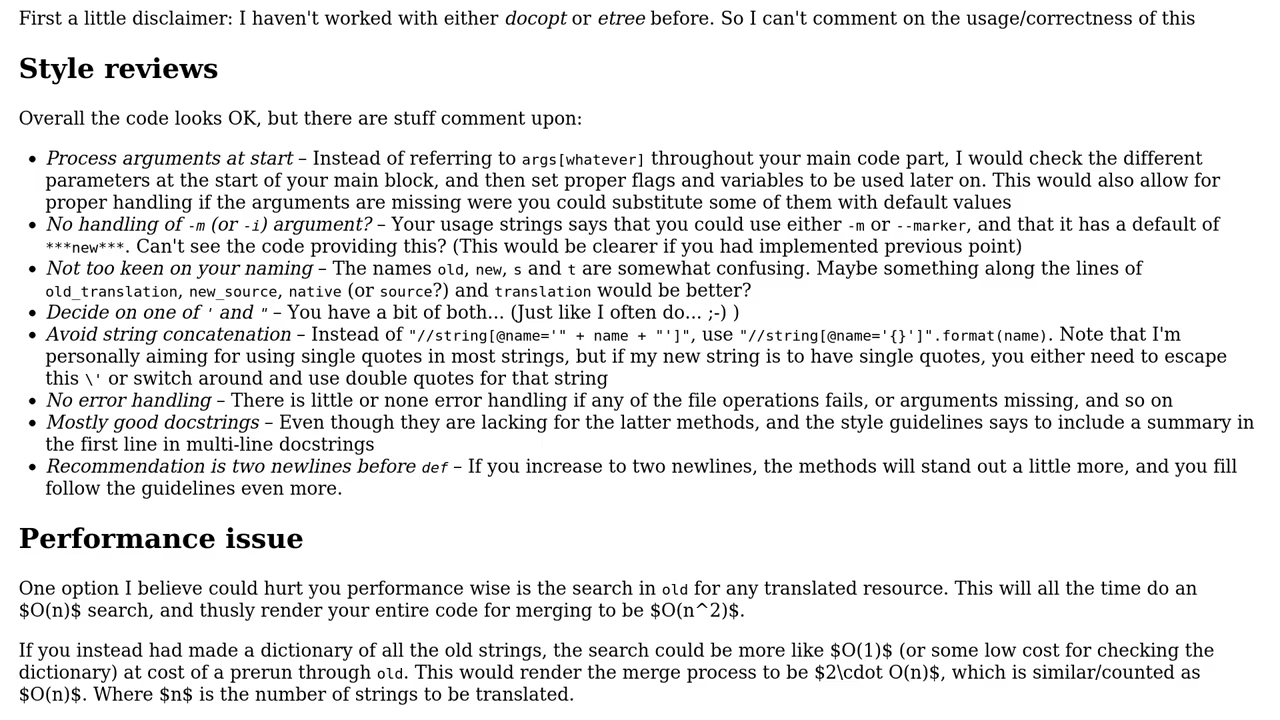 First a little disclaimer: I haven't worked with either docopt or etree before. So I can't comment on the usage/correctness of this
Style reviews
Overall the code looks OK, but there are stuff comment upon:
• Process arguments at start – Instead of referring to args[whatever] throughout your main code part, I would check the different
parameters at the start of your main block, and then set proper flags and variables to be used later on. This would also allow for
proper handling if the arguments are missing were you could substitute some of them with default values
• No handling of -m (or -i) argument? – Your usage strings says that you could use either -m or --marker, and that it has a default of
***new***. Can't see the code providing this? (This would be clearer if you had implemented previous point)
• Not too keen on your naming – The names old, new, s and t are somewhat confusing. Maybe something along the lines of
old_translation, new_source, native (or source?) and translation would be better?
• Decide on one of ' and " – You have a bit of both... (Just like I often do... ;-) )
• Avoid string concatenation – Instead of "//string[@name='" + name + "']", use "//string[@name='{}']".format(name). Note that I'm
personally aiming for using single quotes in most strings, but if my new string is to have single quotes, you either need to escape
this \' or switch around and use double quotes for that string
• No error handling – There is little or none error handling if any of the file operations fails, or arguments missing, and so on
• Mostly good docstrings – Even though they are lacking for the latter methods, and the style guidelines says to include a summary in
the first line in multi-line docstrings
• Recommendation is two newlines before def – If you increase to two newlines, the methods will stand out a little more, and you fill
follow the guidelines even more.
Performance issue
One option I believe could hurt you performance wise is the search in old for any translated resource. This will all the time do an
$O(n)$ search, and thusly render your entire code for merging to be $O(n^2)$.
If you instead had made a dictionary of all the old strings, the search could be more like $O(1)$ (or some low cost for checking the
dictionary) at cost of a prerun through old. This would render the merge process to be $2\cdot O(n)$, which is similar/counted as
$O(n)$. Where $n$ is the number of strings to be translated.